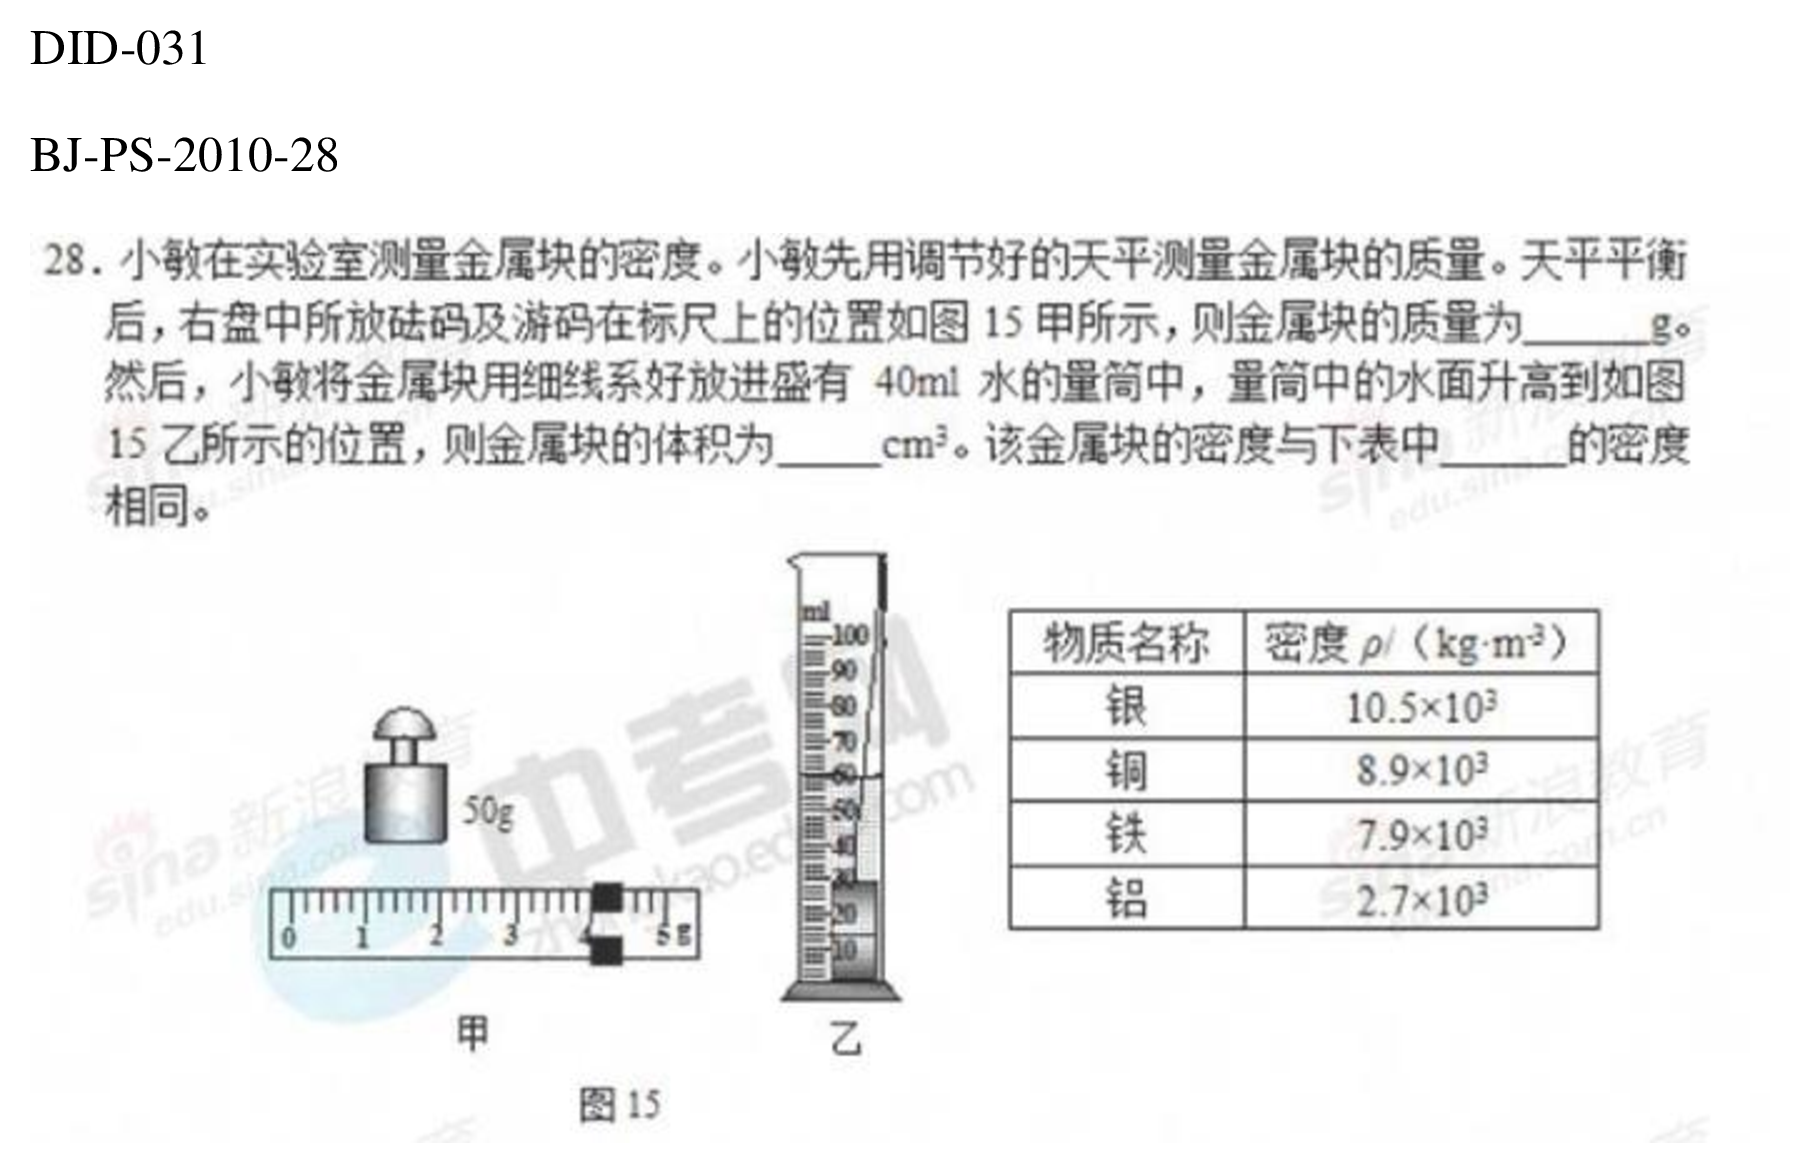 DID-031
BJ-PS-2010-28
28．小敏在实验室测量金属块的密度。小敏先用调节好的天平测量金属块的质量。天平平衡
后，右盘中所放砝码及游码在标尺上的位置如图 15 甲所示，则金属块的质量为______g。
然后，小敏将金属块用细线系好放进盛有 40ml 水的量筒中，量筒中的水面升高到如图
15 乙所示的位置，则金属块的体积为_____cm³。该金属块的密度与下表中______的密度
相同。
ml
100
90
80
70
60
50
40
30
20
10
50g
0 1 2 3 4 5 g
甲
乙
图 15
物质名称 密度 ρ/（kg·m⁻³）
银 10.5×10³
铜 8.9×10³
铁 7.9×10³
铝 2.7×10³
sina 新浪教育
edu.sina.com.cn
中考网
zhongkao.edu.com